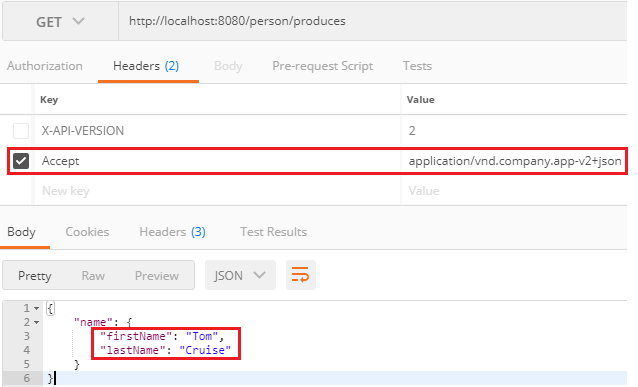 GET http://localhost:8080/person/produces
Authorization Headers (2) Body Pre-request Script Tests
Key Value
X-API-VERSION 2
Accept application/vnd.company.app-v2+json
New key Value
Body Cookies Headers (3) Test Results
Pretty Raw Preview JSON
1 {
2 "name": {
3 "firstName": "Tom",
4 "lastName": "Cruise"
5 }
6 }